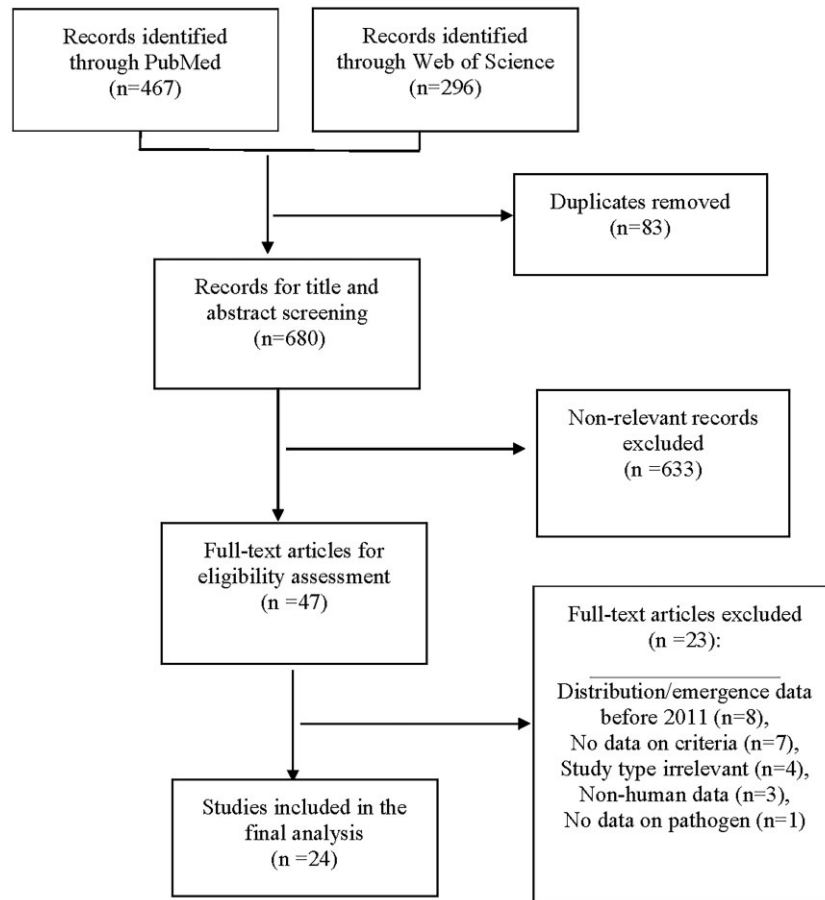 Records identified
through PubMed
(n=467)
Records identified
through Web of Science
(n=296)
Duplicates removed
(n=83)
Records for title and
abstract screening
(n=680)
Non-relevant records
excluded
(n =633)
Full-text articles for
eligibility assessment
(n =47)
Full-text articles excluded
(n =23):
Distribution/emergence data
before 2011 (n=8),
No data on criteria (n=7),
Study type irrelevant (n=4),
Non-human data (n=3),
No data on pathogen (n=1)
Studies included in the
final analysis
(n =24)